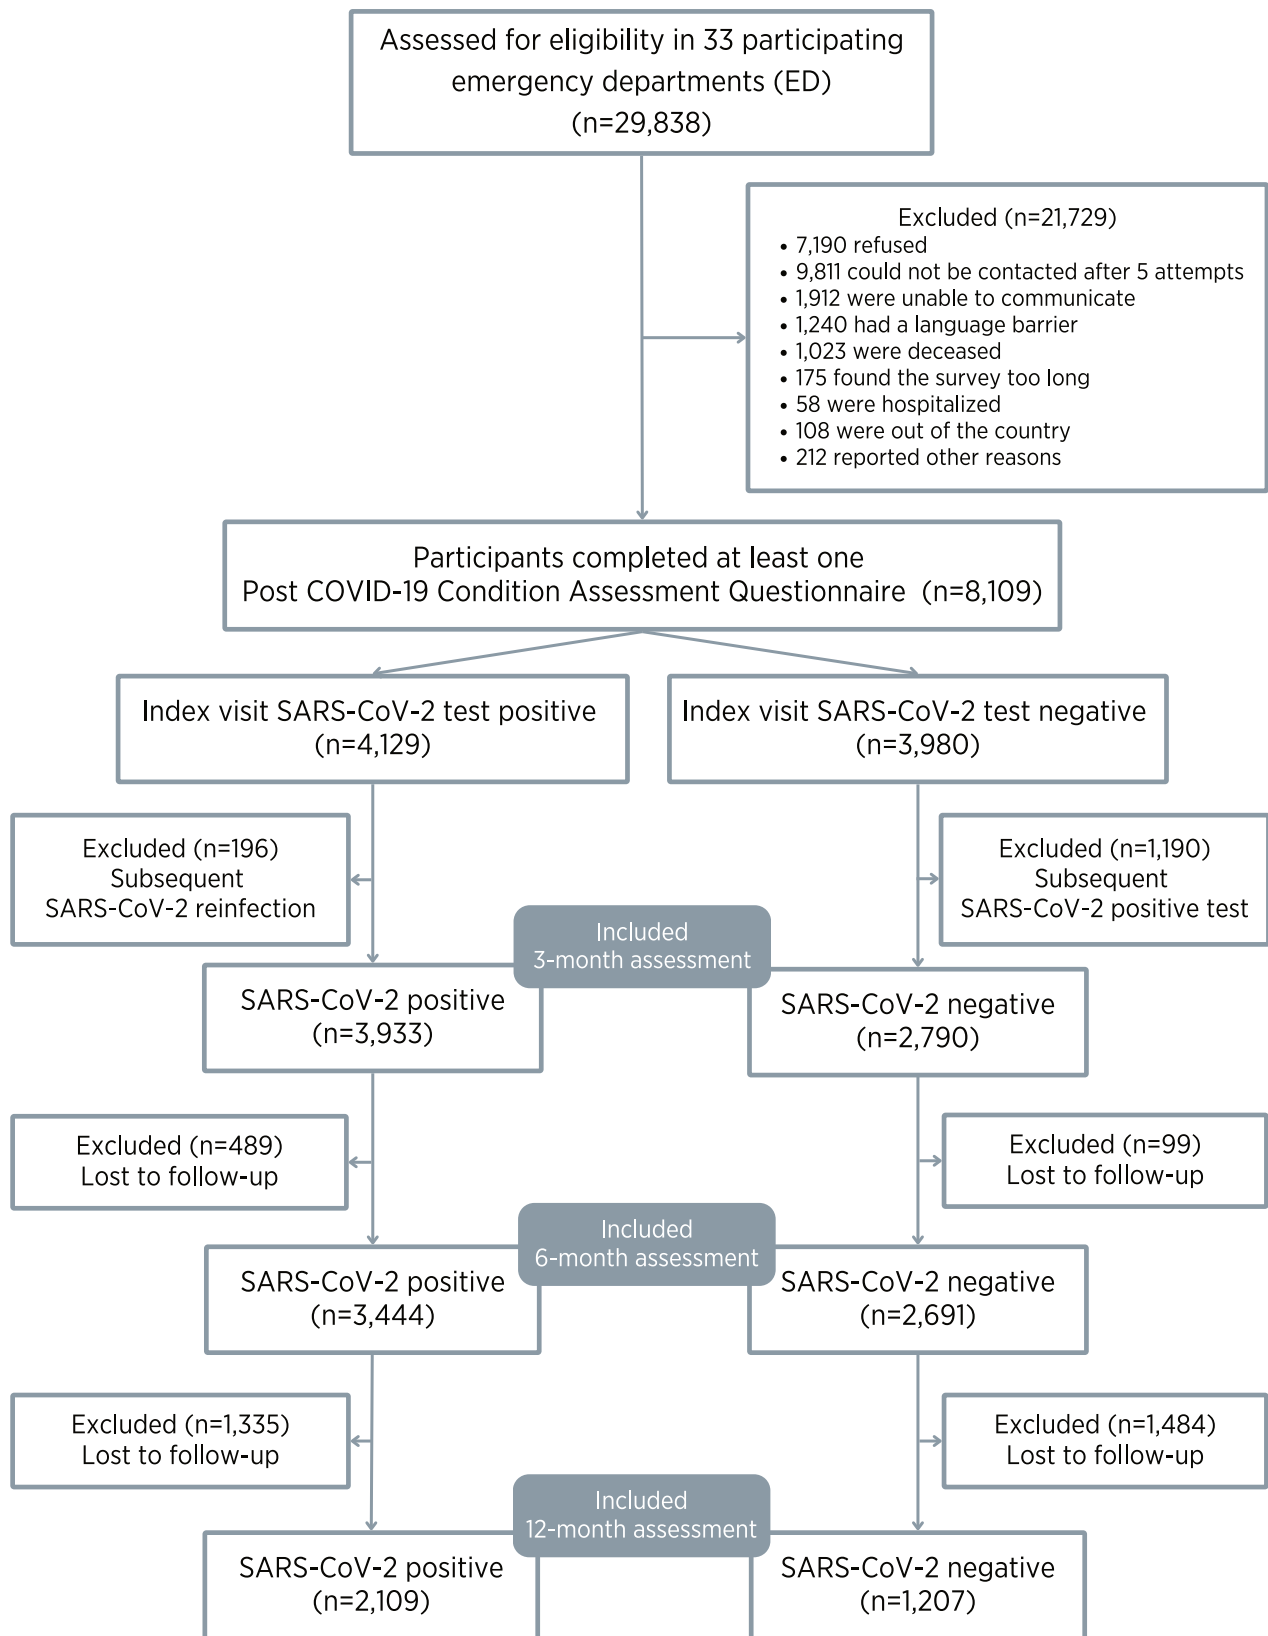 Assessed for eligibility in 33 participating
emergency departments (ED)
(n=29,838)
Excluded (n=21,729)
• 7,190 refused
• 9,811 could not be contacted after 5 attempts
• 1,912 were unable to communicate
• 1,240 had a language barrier
• 1,023 were deceased
• 175 found the survey too long
• 58 were hospitalized
• 108 were out of the country
• 212 reported other reasons
Participants completed at least one
Post COVID-19 Condition Assessment Questionnaire (n=8,109)
Index visit SARS-CoV-2 test positive
(n=4,129)
Index visit SARS-CoV-2 test negative
(n=3,980)
Excluded (n=196)
Subsequent
SARS-CoV-2 reinfection
Excluded (n=1,190)
Subsequent
SARS-CoV-2 positive test
Included
3-month assessment
SARS-CoV-2 positive
(n=3,933)
SARS-CoV-2 negative
(n=2,790)
Excluded (n=489)
Lost to follow-up
Excluded (n=99)
Lost to follow-up
Included
6-month assessment
SARS-CoV-2 positive
(n=3,444)
SARS-CoV-2 negative
(n=2,691)
Excluded (n=1,335)
Lost to follow-up
Excluded (n=1,484)
Lost to follow-up
Included
12-month assessment
SARS-CoV-2 positive
(n=2,109)
SARS-CoV-2 negative
(n=1,207)